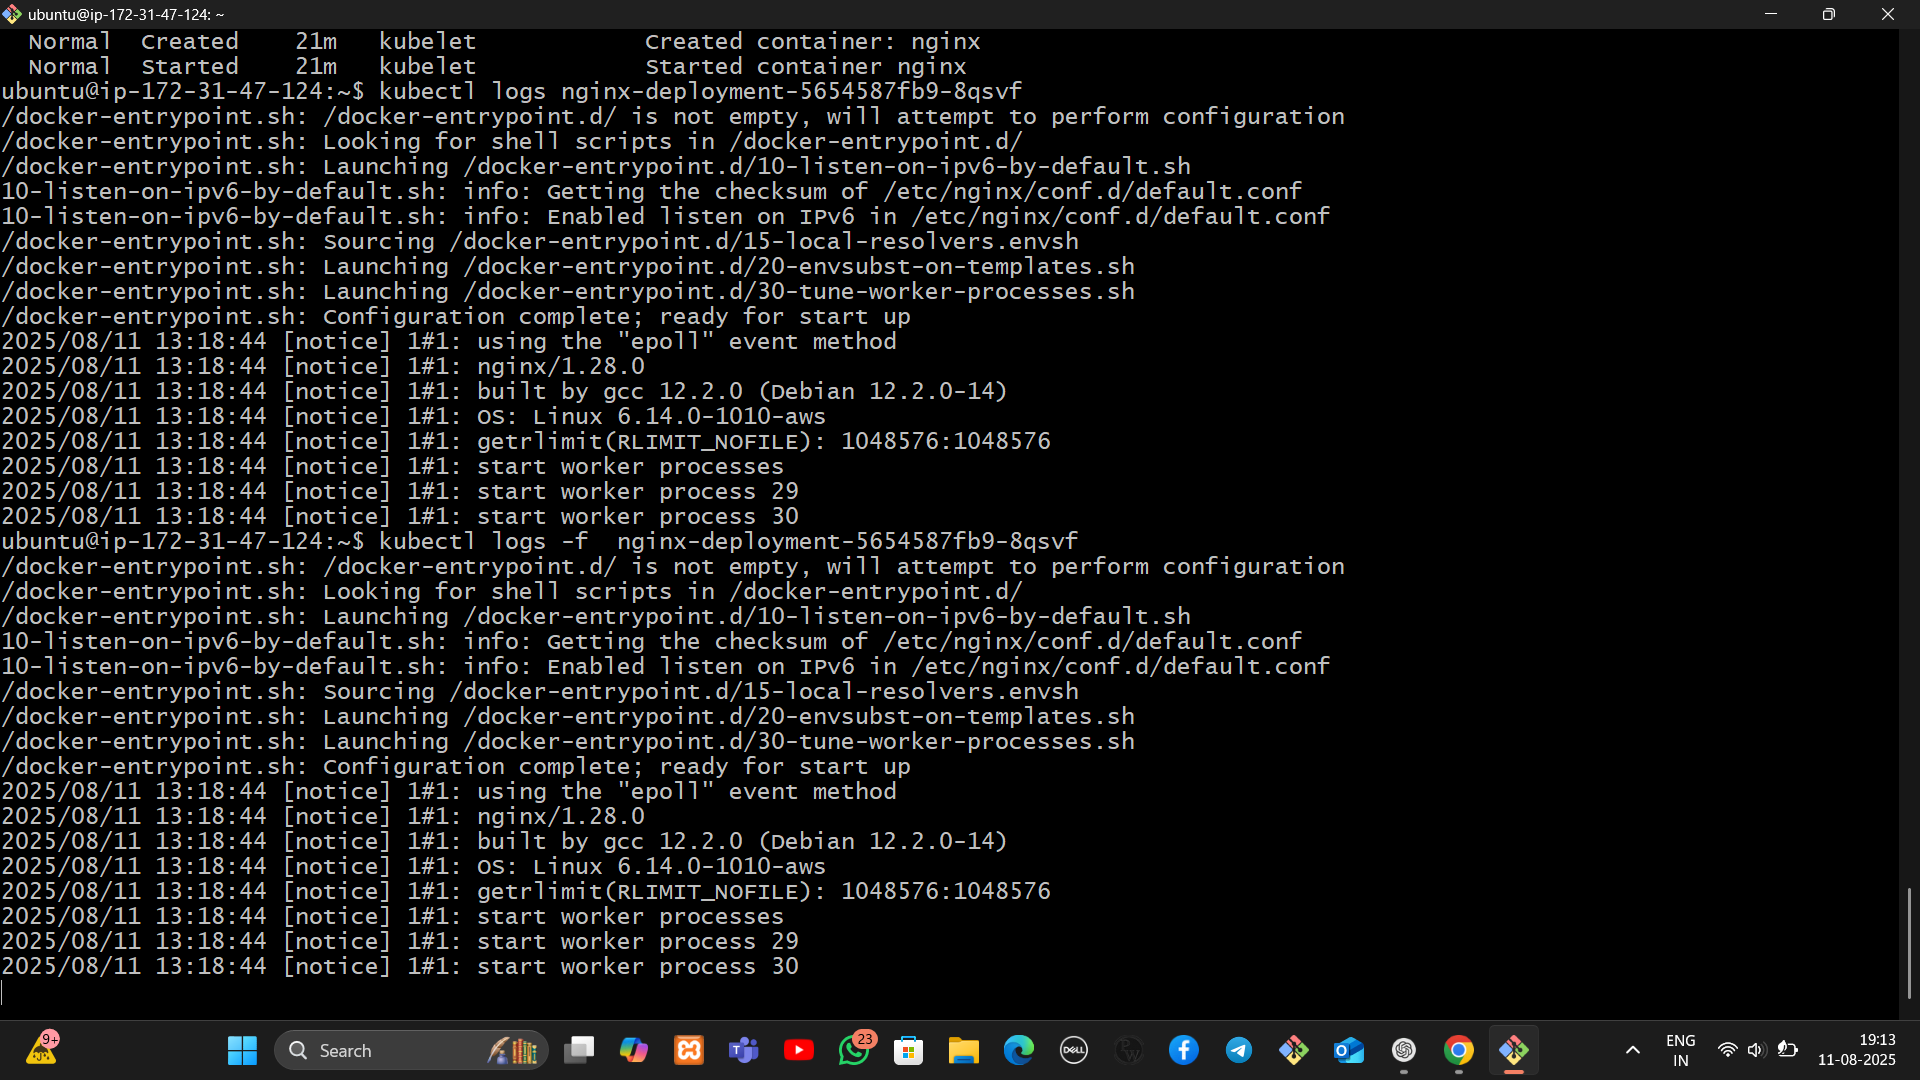 ubuntu@ip-172-31-47-124: ~
  Normal  Created    21m   kubelet            Created container: nginx
  Normal  Started    21m   kubelet            Started container nginx
ubuntu@ip-172-31-47-124:~$ kubectl logs nginx-deployment-5654587fb9-8qsvf
/docker-entrypoint.sh: /docker-entrypoint.d/ is not empty, will attempt to perform configuration
/docker-entrypoint.sh: Looking for shell scripts in /docker-entrypoint.d/
/docker-entrypoint.sh: Launching /docker-entrypoint.d/10-listen-on-ipv6-by-default.sh
10-listen-on-ipv6-by-default.sh: info: Getting the checksum of /etc/nginx/conf.d/default.conf
10-listen-on-ipv6-by-default.sh: info: Enabled listen on IPv6 in /etc/nginx/conf.d/default.conf
/docker-entrypoint.sh: Sourcing /docker-entrypoint.d/15-local-resolvers.envsh
/docker-entrypoint.sh: Launching /docker-entrypoint.d/20-envsubst-on-templates.sh
/docker-entrypoint.sh: Launching /docker-entrypoint.d/30-tune-worker-processes.sh
/docker-entrypoint.sh: Configuration complete; ready for start up
2025/08/11 13:18:44 [notice] 1#1: using the "epoll" event method
2025/08/11 13:18:44 [notice] 1#1: nginx/1.28.0
2025/08/11 13:18:44 [notice] 1#1: built by gcc 12.2.0 (Debian 12.2.0-14)
2025/08/11 13:18:44 [notice] 1#1: OS: Linux 6.14.0-1010-aws
2025/08/11 13:18:44 [notice] 1#1: getrlimit(RLIMIT_NOFILE): 1048576:1048576
2025/08/11 13:18:44 [notice] 1#1: start worker processes
2025/08/11 13:18:44 [notice] 1#1: start worker process 29
2025/08/11 13:18:44 [notice] 1#1: start worker process 30
ubuntu@ip-172-31-47-124:~$ kubectl logs -f  nginx-deployment-5654587fb9-8qsvf
/docker-entrypoint.sh: /docker-entrypoint.d/ is not empty, will attempt to perform configuration
/docker-entrypoint.sh: Looking for shell scripts in /docker-entrypoint.d/
/docker-entrypoint.sh: Launching /docker-entrypoint.d/10-listen-on-ipv6-by-default.sh
10-listen-on-ipv6-by-default.sh: info: Getting the checksum of /etc/nginx/conf.d/default.conf
10-listen-on-ipv6-by-default.sh: info: Enabled listen on IPv6 in /etc/nginx/conf.d/default.conf
/docker-entrypoint.sh: Sourcing /docker-entrypoint.d/15-local-resolvers.envsh
/docker-entrypoint.sh: Launching /docker-entrypoint.d/20-envsubst-on-templates.sh
/docker-entrypoint.sh: Launching /docker-entrypoint.d/30-tune-worker-processes.sh
/docker-entrypoint.sh: Configuration complete; ready for start up
2025/08/11 13:18:44 [notice] 1#1: using the "epoll" event method
2025/08/11 13:18:44 [notice] 1#1: nginx/1.28.0
2025/08/11 13:18:44 [notice] 1#1: built by gcc 12.2.0 (Debian 12.2.0-14)
2025/08/11 13:18:44 [notice] 1#1: OS: Linux 6.14.0-1010-aws
2025/08/11 13:18:44 [notice] 1#1: getrlimit(RLIMIT_NOFILE): 1048576:1048576
2025/08/11 13:18:44 [notice] 1#1: start worker processes
2025/08/11 13:18:44 [notice] 1#1: start worker process 29
2025/08/11 13:18:44 [notice] 1#1: start worker process 30
9+
Search
23
DELL
ENG
IN
19:13
11-08-2025